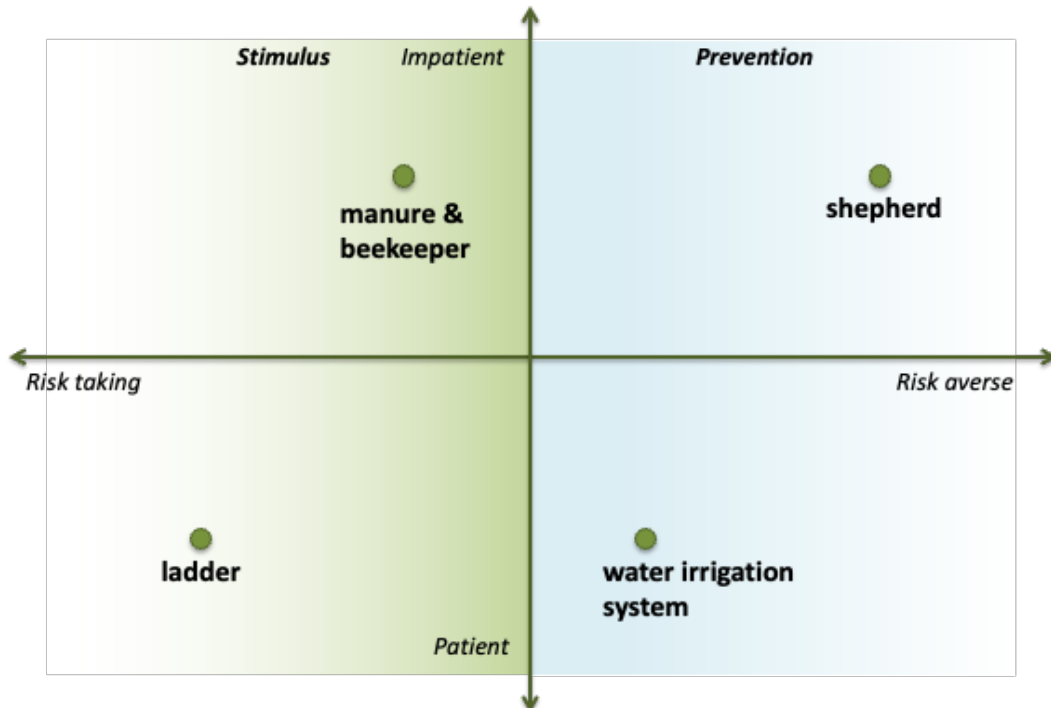 Stimulus Impatient Prevention
manure &
beekeeper
shepherd
Risk taking Risk averse
ladder
water irrigation
system
Patient